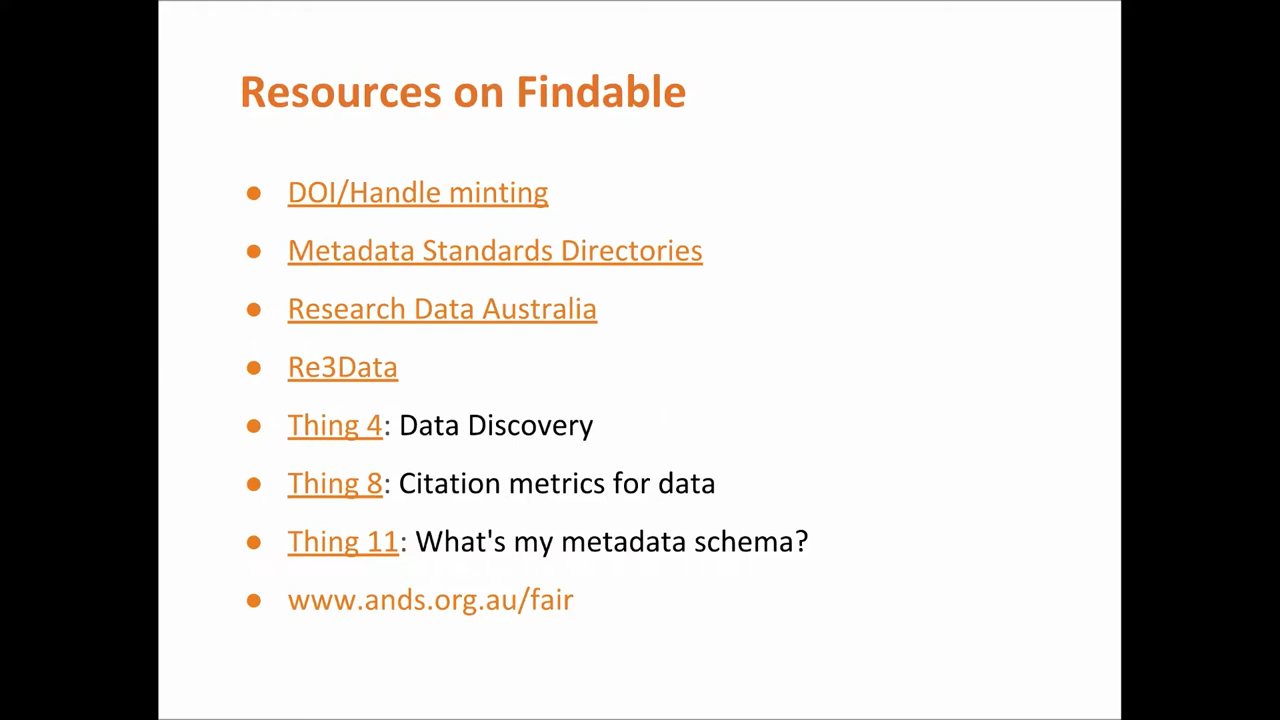 Resources on Findable
● DOI/Handle minting
● Metadata Standards Directories
● Research Data Australia
● Re3Data
● Thing 4: Data Discovery
● Thing 8: Citation metrics for data
● Thing 11: What's my metadata schema?
● www.ands.org.au/fair